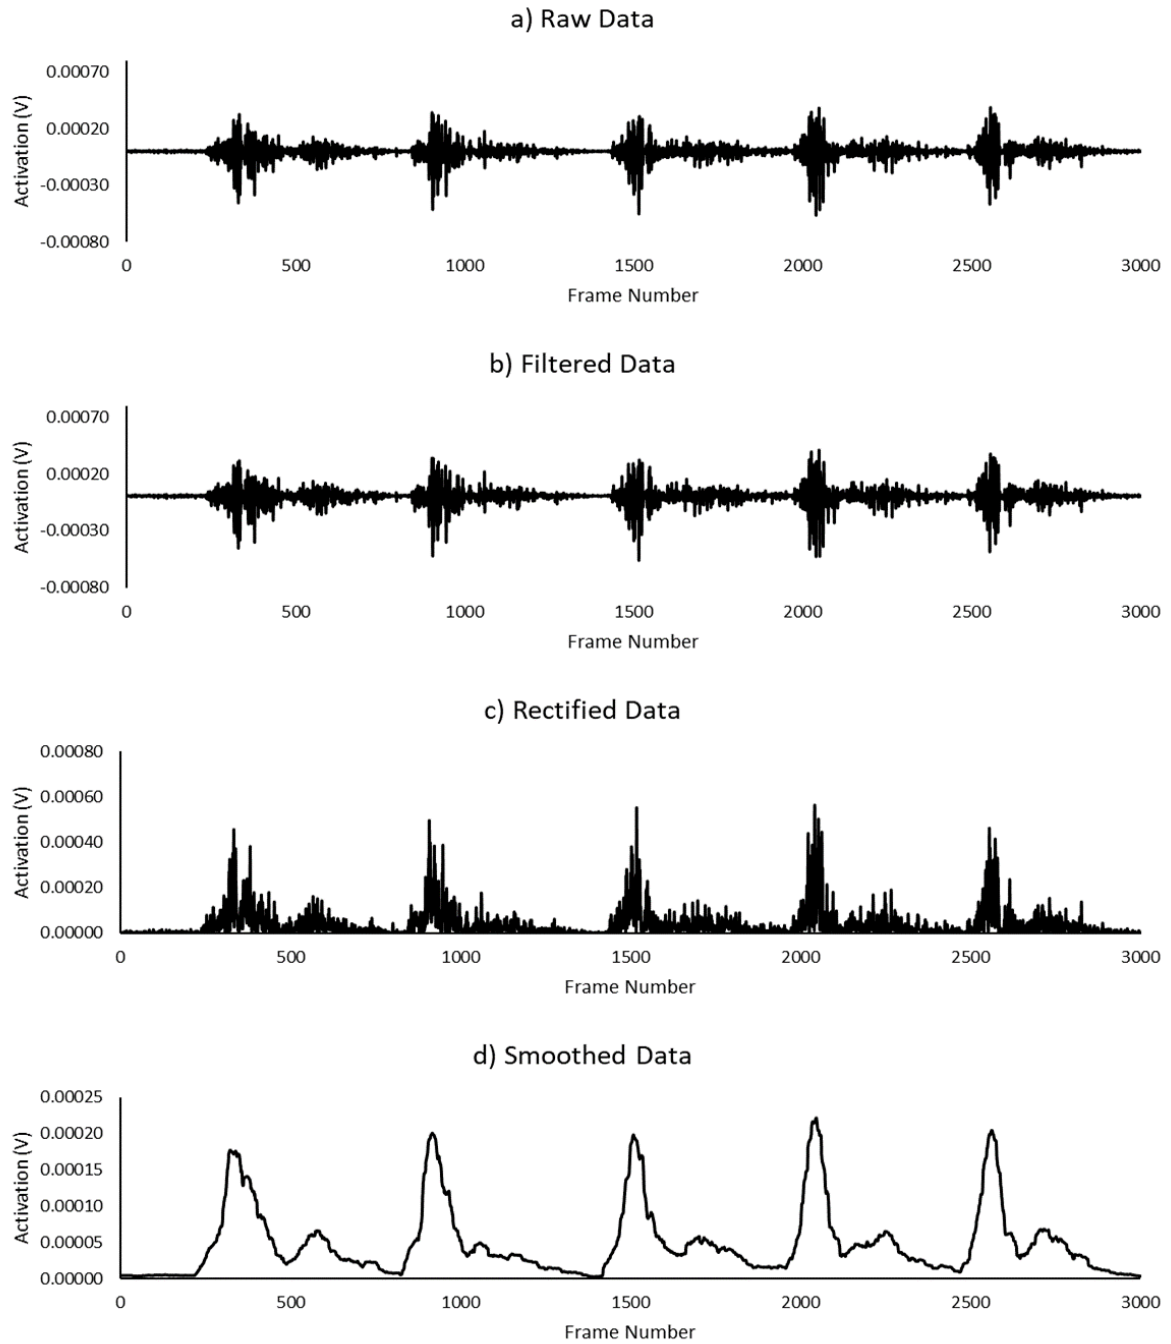 a) Raw Data
0.00070
0.00020
-0.00030
-0.00080
Activation (V)
0 500 1000 1500 2000 2500 3000
Frame Number
b) Filtered Data
0.00070
0.00020
-0.00030
-0.00080
Activation (V)
0 500 1000 1500 2000 2500 3000
Frame Number
c) Rectified Data
0.00080
0.00060
0.00040
0.00020
0.00000
Activation (V)
0 500 1000 1500 2000 2500 3000
Frame Number
d) Smoothed Data
0.00025
0.00020
0.00015
0.00010
0.00005
0.00000
Activation (V)
0 500 1000 1500 2000 2500 3000
Frame Number